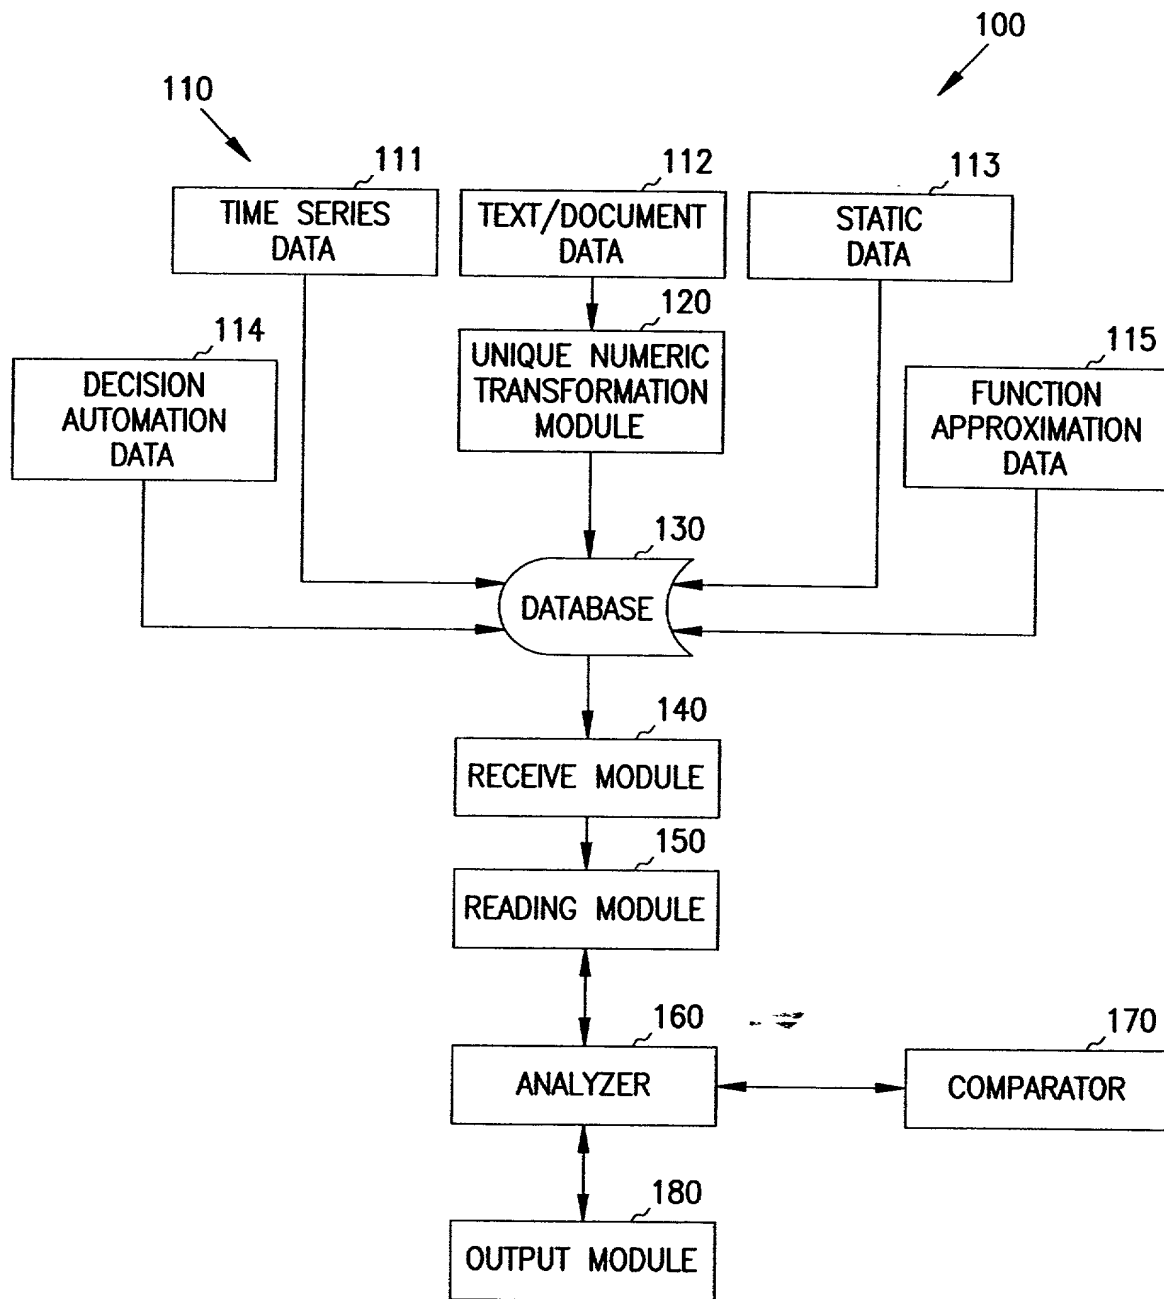 100
110
111
TIME SERIES
DATA
112
TEXT/DOCUMENT
DATA
113
STATIC
DATA
114
DECISION
AUTOMATION
DATA
120
UNIQUE NUMERIC
TRANSFORMATION
MODULE
115
FUNCTION
APPROXIMATION
DATA
130
DATABASE
140
RECEIVE MODULE
150
READING MODULE
160
ANALYZER
170
COMPARATOR
180
OUTPUT MODULE